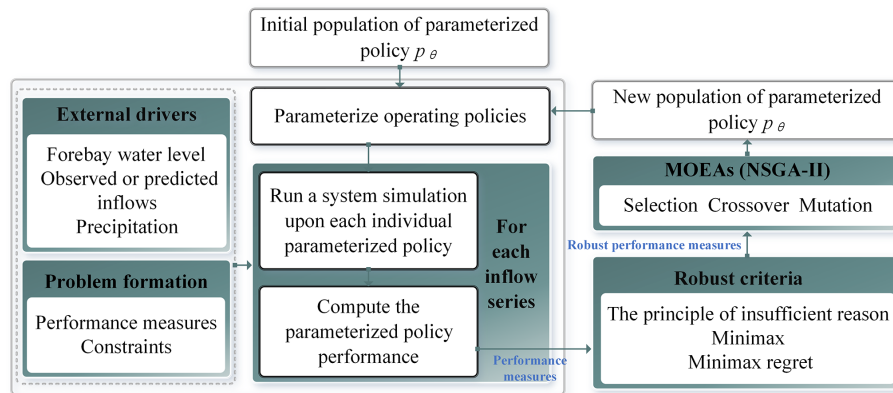 Initial population of parameterized
policy p θ
External drivers
Forebay water level
Observed or predicted
inflows
Precipitation
Problem formation
Performance measures
Constraints
Parameterize operating policies
Run a system simulation
upon each individual
parameterized policy
Compute the
parameterized policy
performance
For
each
inflow
series
Performance
measures
Robust criteria
The principle of insufficient reason
Minimax
Minimax regret
Robust performance measures
MOEAs (NSGA-II)
Selection Crossover Mutation
New population of parameterized
policy p θ